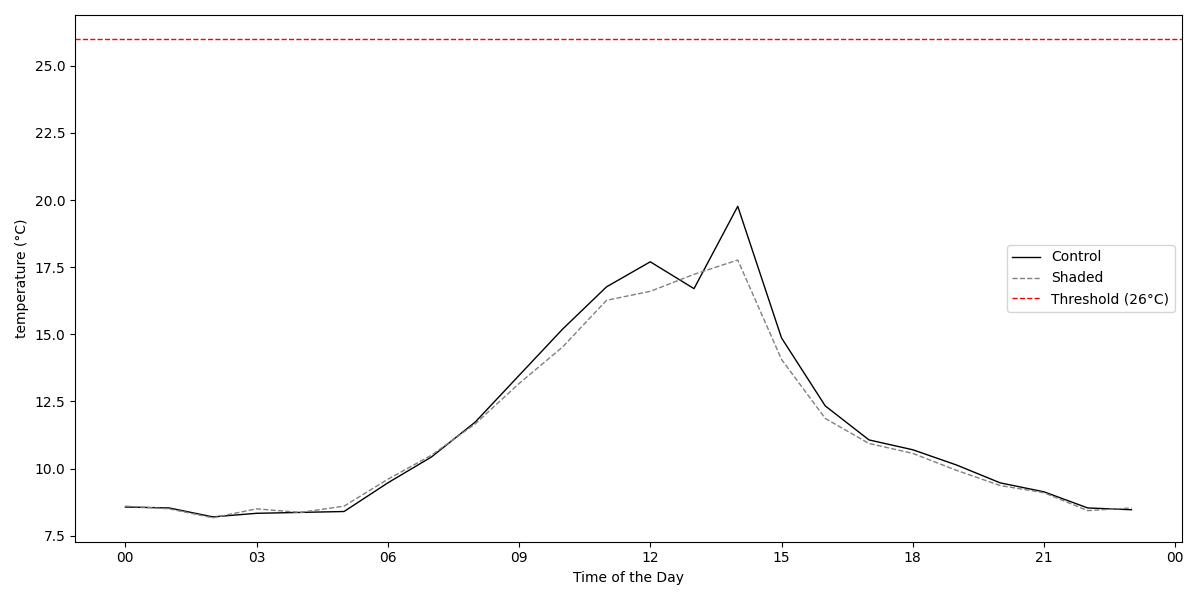 temperature (°C)
25.0
22.5
20.0
17.5
15.0
12.5
10.0
7.5
Control
Shaded
Threshold (26°C)
00 03 06 09 12 15 18 21 00
Time of the Day